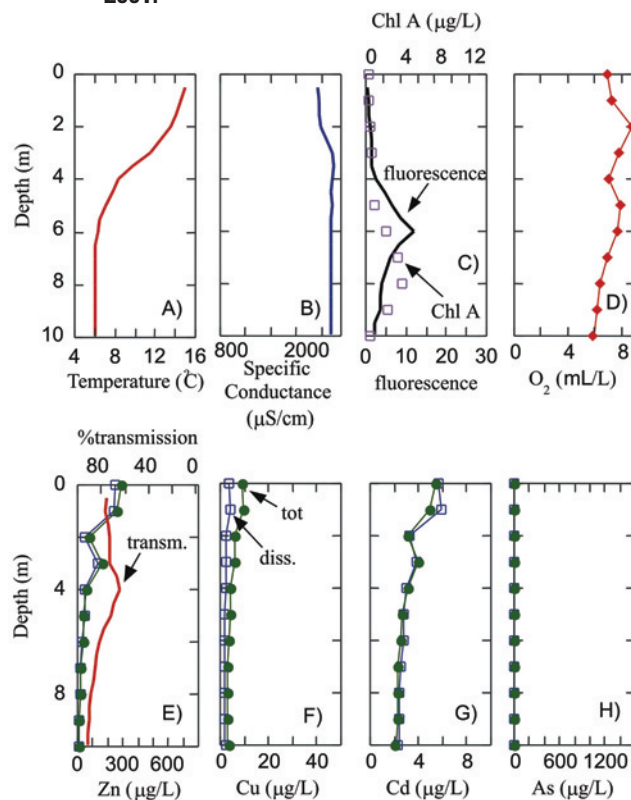 Chl A (µg/L)
0 4 8 12
0
2
4
6
8
10
Depth (m)
fluorescence
Chl A
A)
B)
C)
D)
4 8 12 16
800 2000
0 10 20 30
0 4 8
Temperature (C)
Specific
Conductance
(µS/cm)
fluorescence
O2 (mL/L)
%transmission
80 40 0
0
4
8
Depth (m)
transm.
tot
diss.
E)
F)
G)
H)
0 300 600
0 20 40
0 4 8
0 600 1200
Zn (µg/L)
Cu (µg/L)
Cd (µg/L)
As (µg/L)